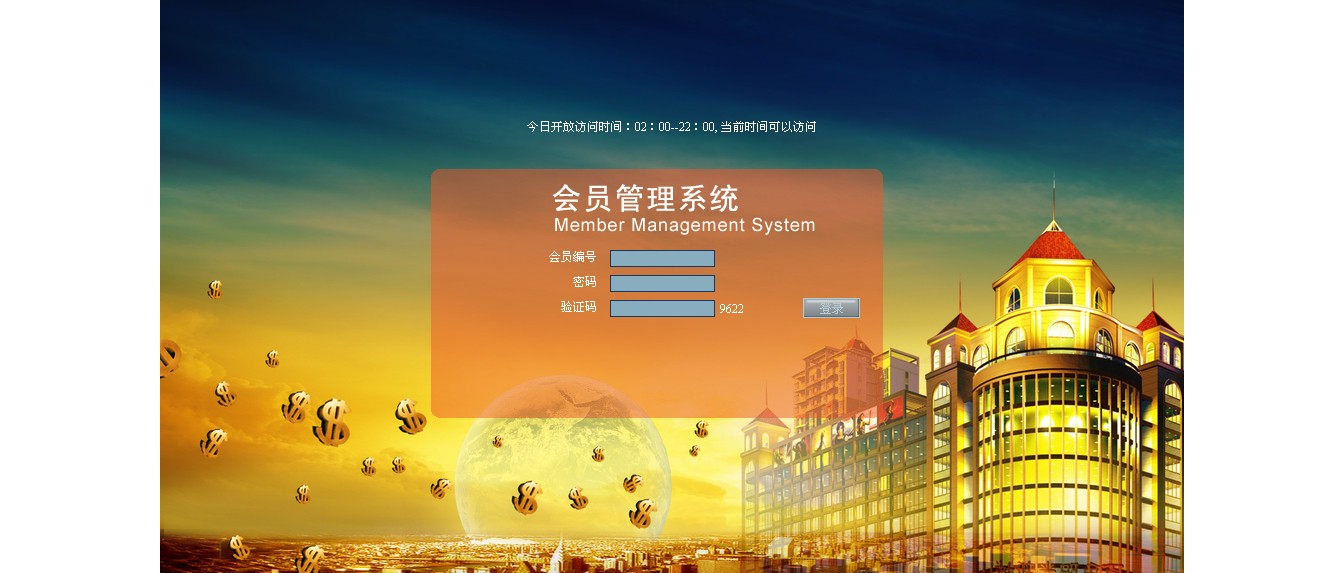 今日开放访问时间：02：00--22：00, 当前时间可以访问
会员管理系统
Member Management System
会员编号
密码
验证码 9622 登录